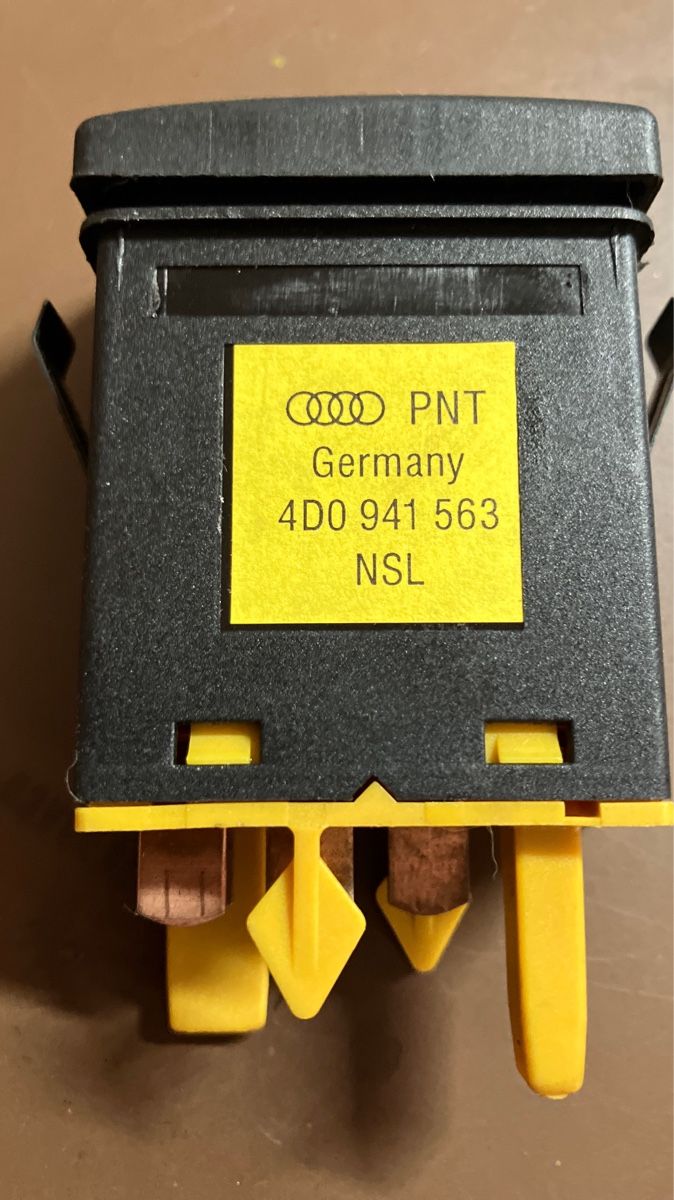 PNT
Germany
4D0 941 563
NSL